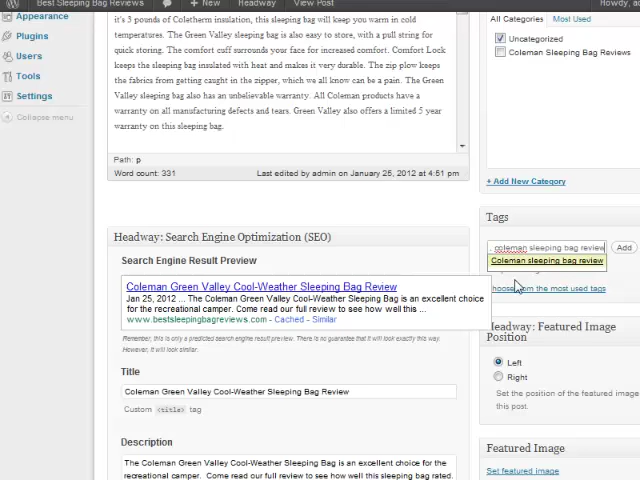 Best Sleeping Bag Reviews
New
Headway
View Post
Howdy, a
Appearance
Plugins
Users
Tools
Settings
Collapse menu
it's 3 pounds of Coletherm insulation, this sleeping bag will keep you warm in cold
temperatures. The Green Valley sleeping bag is also easy to store, with a pull string for
quick storing. The comfort cuff surrounds your face for increased comfort. Comfort Lock
keeps the sleeping bag insulated with heat and makes it very durable. The zip plow keeps
the fabrics from getting caught in the zipper, which we all know can be a pain. The Green
Valley sleeping bag also has an unbelievable warranty. All Coleman products have a
warranty on all manufacturing defects and tears. Green Valley also offers a limited 5 year
warranty on this sleeping bag.
Path: p
Word count: 331
Last edited by admin on January 25, 2012 at 4:51 pm
Headway: Search Engine Optimization (SEO)
Search Engine Result Preview
Coleman Green Valley Cool-Weather Sleeping Bag Review
Jan 25, 2012 ... The Coleman Green Valley Cool-Weather Sleeping Bag is an excellent choice
for the recreational camper. Come read our full review to see how well this ...
www.bestsleepingbagreviews.com - Cached - Similar
Remember, this is only a predicted search engine result preview. There is no guarantee that it will look exactly this way.
However, it will look similar.
Title
Coleman Green Valley Cool-Weather Sleeping Bag Review
Custom <title> tag
Description
The Coleman Green Valley Cool-Weather Sleeping Bag is an excellent choice for the
recreational camper. Come read our full review to see how well this sleeping bag rated.
All Categories
Most Used
Uncategorized
Coleman Sleeping Bag Reviews
+ Add New Category
Tags
, coleman sleeping bag review
Add
Coleman sleeping bag review
hoose from the most used tags
Headway: Featured Image
Position
Left
Right
Set the position of the featured image
this post.
Featured Image
Set featured image